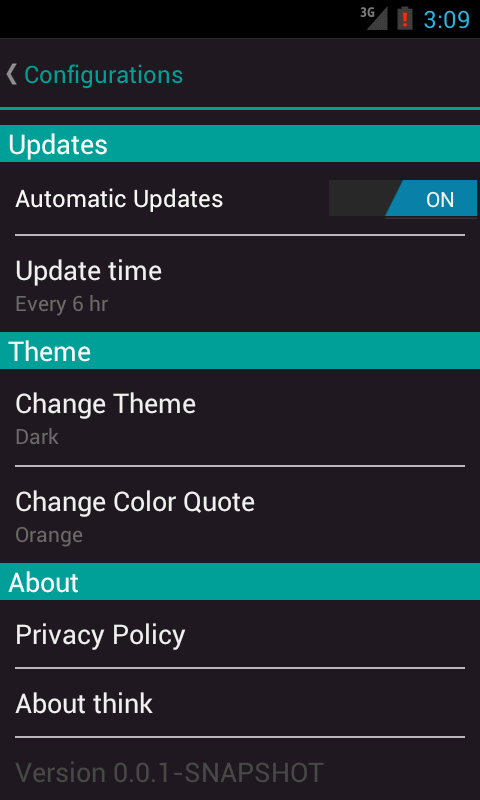 3G 3:09
Configurations
Updates
Automatic Updates ON
Update time
Every 6 hr
Theme
Change Theme
Dark
Change Color Quote
Orange
About
Privacy Policy
About think
Version 0.0.1-SNAPSHOT